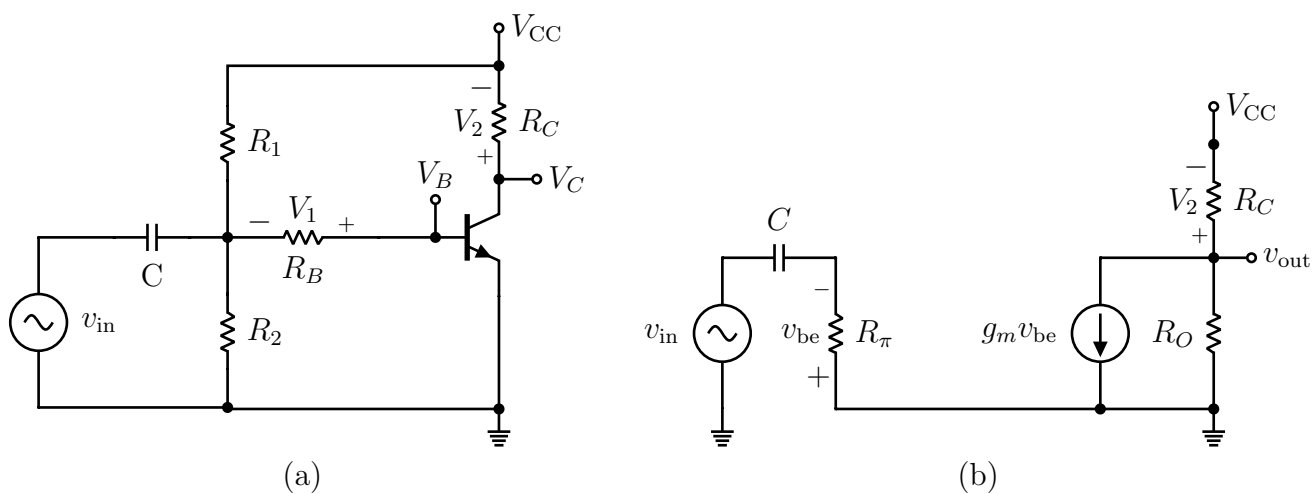 V_CC
− V_2 + R_C
R_1
V_B
V_C
− V_1 +
R_B
C
v_in
R_2
(a)
V_CC
− V_2 + R_C
C
v_out
v_in
− v_be + R_π
g_m v_be
R_O
(b)